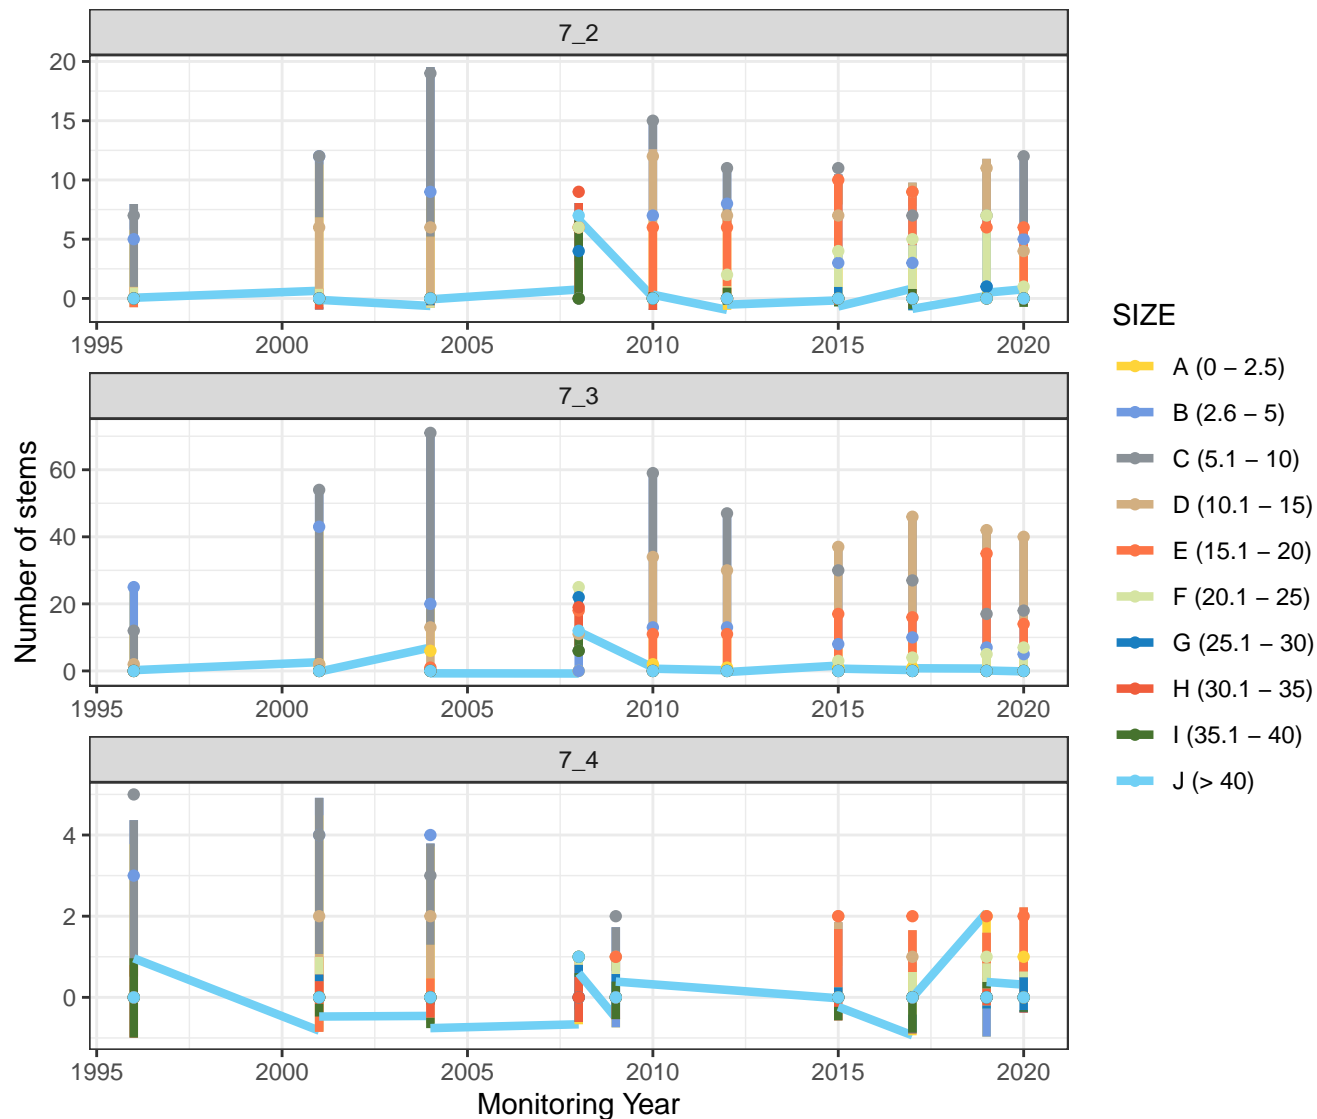 7_2
20
15
10
5
0
1995 2000 2005 2010 2015 2020
7_3
60
40
20
0
1995 2000 2005 2010 2015 2020
7_4
4
2
0
1995 2000 2005 2010 2015 2020
Number of stems
Monitoring Year
SIZE
A (0 − 2.5)
B (2.6 − 5)
C (5.1 − 10)
D (10.1 − 15)
E (15.1 − 20)
F (20.1 − 25)
G (25.1 − 30)
H (30.1 − 35)
I (35.1 − 40)
J (> 40)